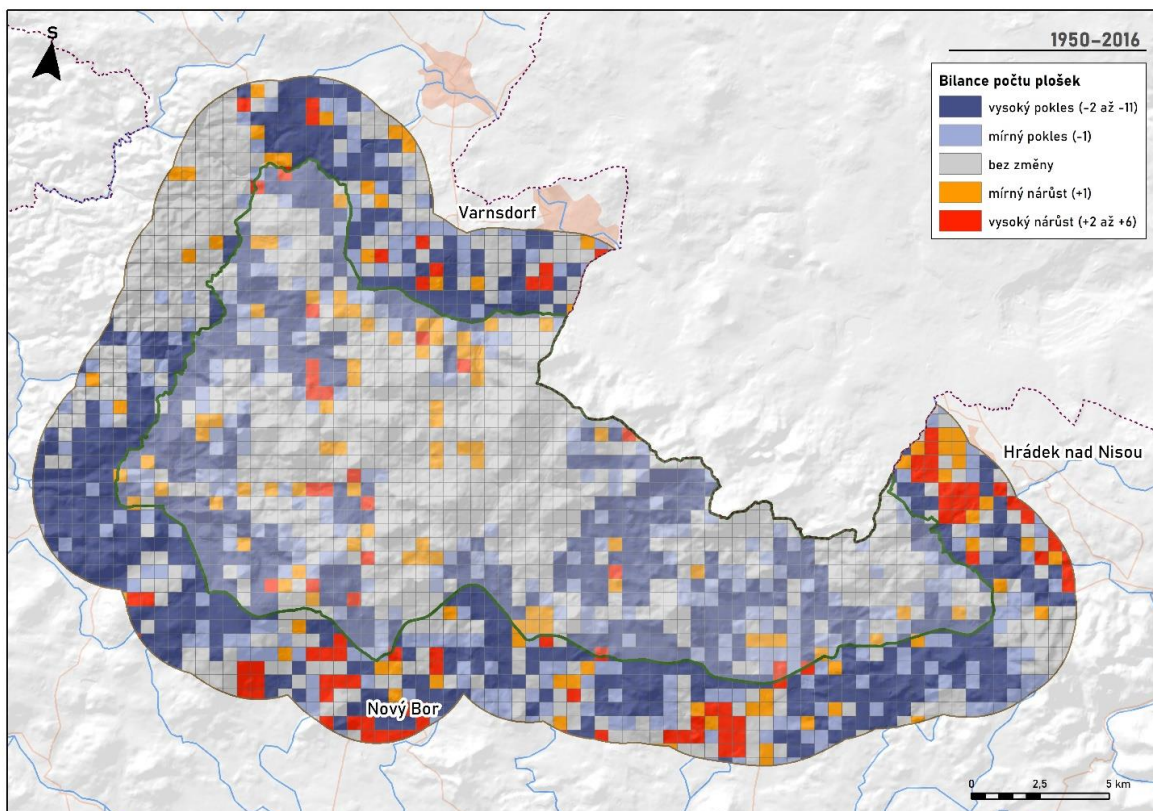 S
1950–2016
Bilance počtu plošek
vysoký pokles (-2 až -11)
mírný pokles (-1)
bez změny
mírný nárůst (+1)
vysoký nárůst (+2 až +6)
Varnsdorf
Hrádek nad Nisou
Nový Bor
0 2,5 5 km